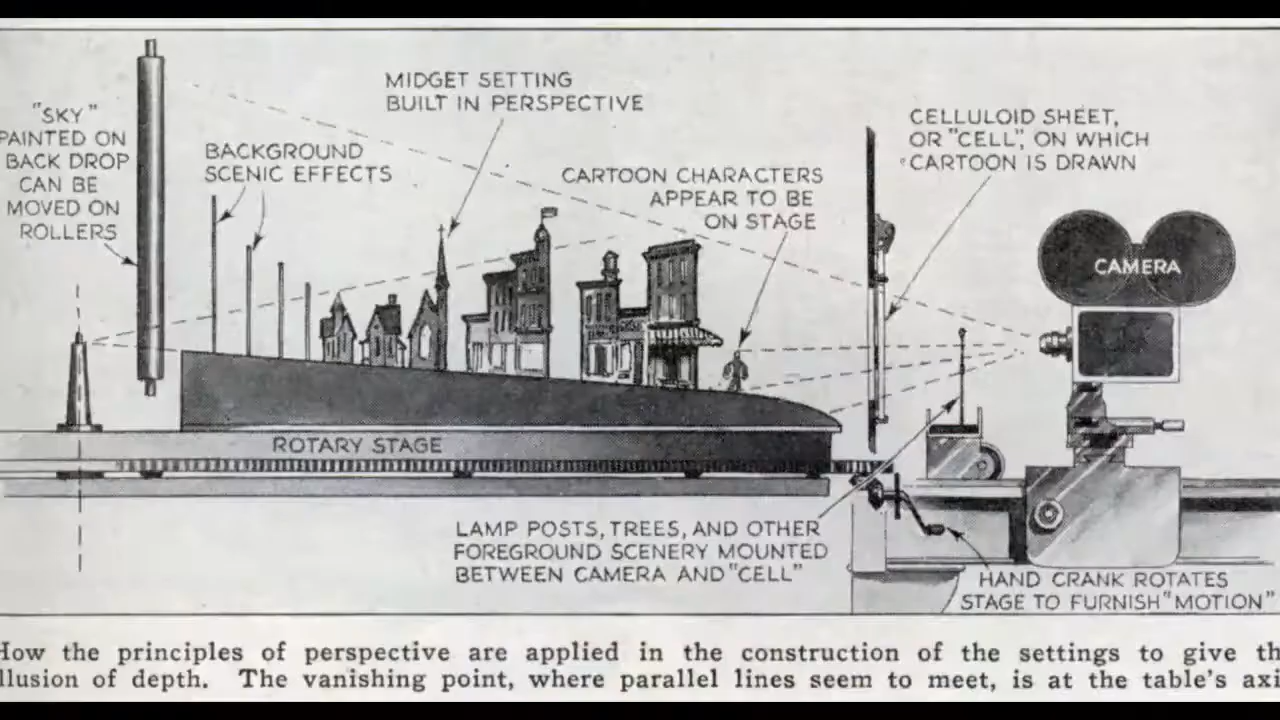 "SKY"
PAINTED ON
BACK DROP
CAN BE
MOVED ON
ROLLERS
BACKGROUND
SCENIC EFFECTS
MIDGET SETTING
BUILT IN PERSPECTIVE
CARTOON CHARACTERS
APPEAR TO BE
ON STAGE
CELLULOID SHEET,
OR "CELL", ON WHICH
CARTOON IS DRAWN
CAMERA
ROTARY STAGE
LAMP POSTS, TREES, AND OTHER
FOREGROUND SCENERY MOUNTED
BETWEEN CAMERA AND "CELL"
HAND CRANK ROTATES
STAGE TO FURNISH "MOTION"
How the principles of perspective are applied in the construction of the settings to give th
llusion of depth. The vanishing point, where parallel lines seem to meet, is at the table's axi